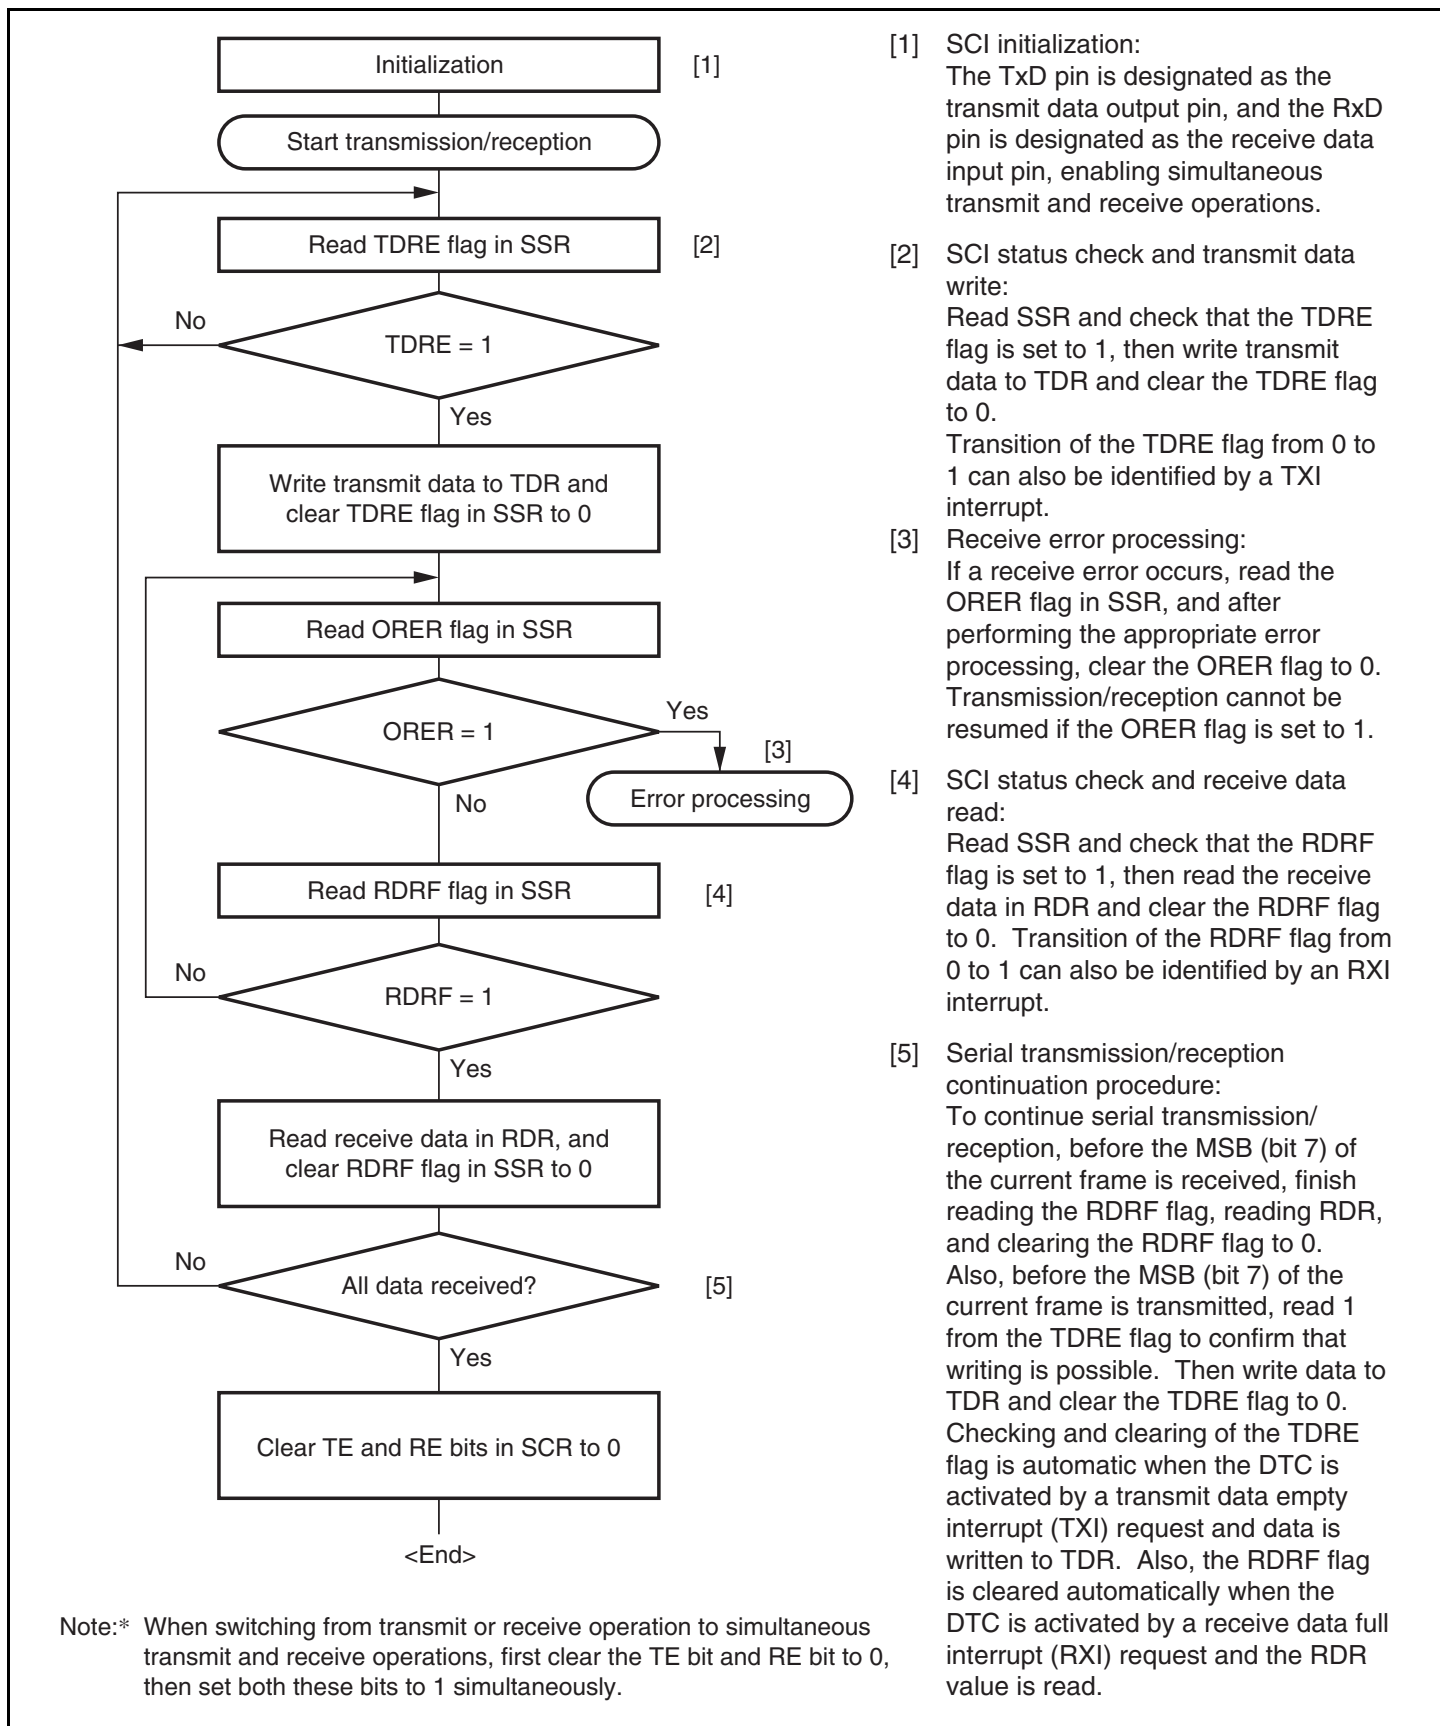 Initialization
[1]
Start transmission/reception
Read TDRE flag in SSR
[2]
No
TDRE = 1
Yes
Write transmit data to TDR and
clear TDRE flag in SSR to 0
Read ORER flag in SSR
ORER = 1
Yes
[3]
Error processing
No
Read RDRF flag in SSR
[4]
No
RDRF = 1
Yes
Read receive data in RDR, and
clear RDRF flag in SSR to 0
No
All data received?
[5]
Yes
Clear TE and RE bits in SCR to 0
<End>
[1] SCI initialization:
The TxD pin is designated as the
transmit data output pin, and the RxD
pin is designated as the receive data
input pin, enabling simultaneous
transmit and receive operations.
[2] SCI status check and transmit data
write:
Read SSR and check that the TDRE
flag is set to 1, then write transmit
data to TDR and clear the TDRE flag
to 0.
Transition of the TDRE flag from 0 to
1 can also be identified by a TXI
interrupt.
[3] Receive error processing:
If a receive error occurs, read the
ORER flag in SSR, and after
performing the appropriate error
processing, clear the ORER flag to 0.
Transmission/reception cannot be
resumed if the ORER flag is set to 1.
[4] SCI status check and receive data
read:
Read SSR and check that the RDRF
flag is set to 1, then read the receive
data in RDR and clear the RDRF flag
to 0. Transition of the RDRF flag from
0 to 1 can also be identified by an RXI
interrupt.
[5] Serial transmission/reception
continuation procedure:
To continue serial transmission/
reception, before the MSB (bit 7) of
the current frame is received, finish
reading the RDRF flag, reading RDR,
and clearing the RDRF flag to 0.
Also, before the MSB (bit 7) of the
current frame is transmitted, read 1
from the TDRE flag to confirm that
writing is possible. Then write data to
TDR and clear the TDRE flag to 0.
Checking and clearing of the TDRE
flag is automatic when the DTC is
activated by a transmit data empty
interrupt (TXI) request and data is
written to TDR. Also, the RDRF flag
is cleared automatically when the
DTC is activated by a receive data full
interrupt (RXI) request and the RDR
value is read.
Note:* When switching from transmit or receive operation to simultaneous
transmit and receive operations, first clear the TE bit and RE bit to 0,
then set both these bits to 1 simultaneously.